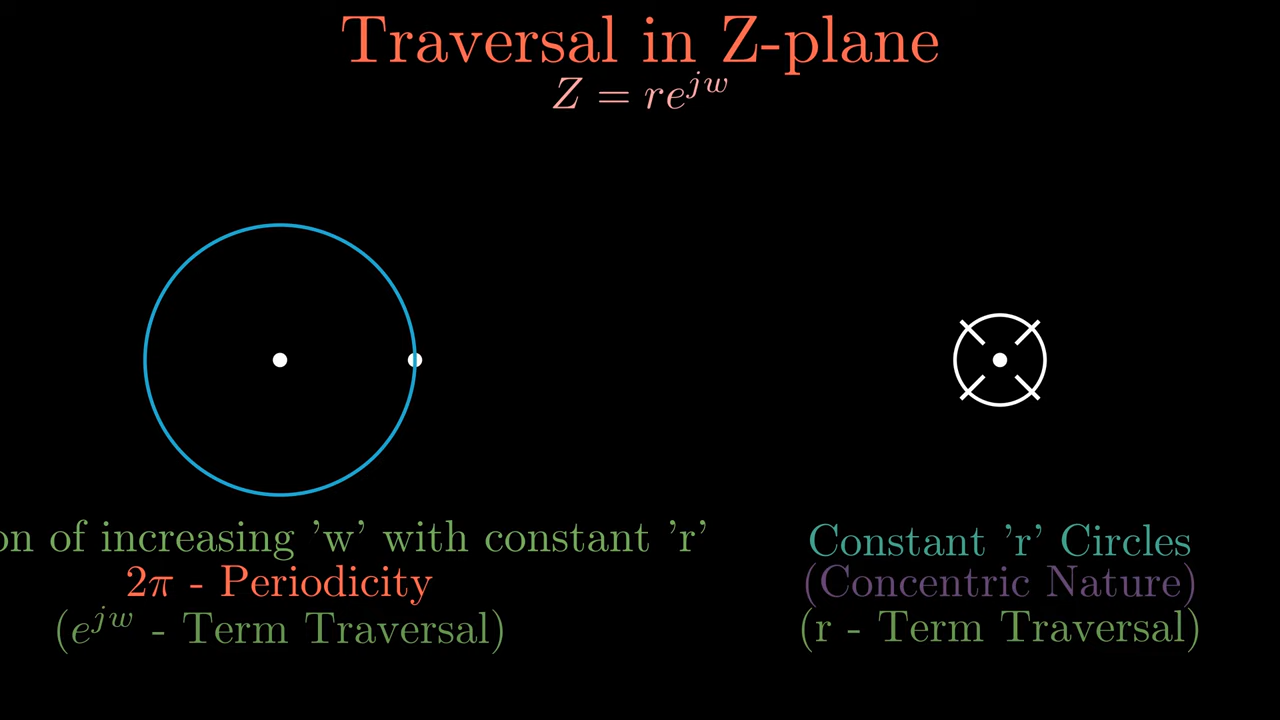 Traversal in Z-plane
Z = re^{jw}
on of increasing 'w' with constant 'r'
2π - Periodicity
(e^{jw} - Term Traversal)
Constant 'r' Circles
(Concentric Nature)
(r - Term Traversal)